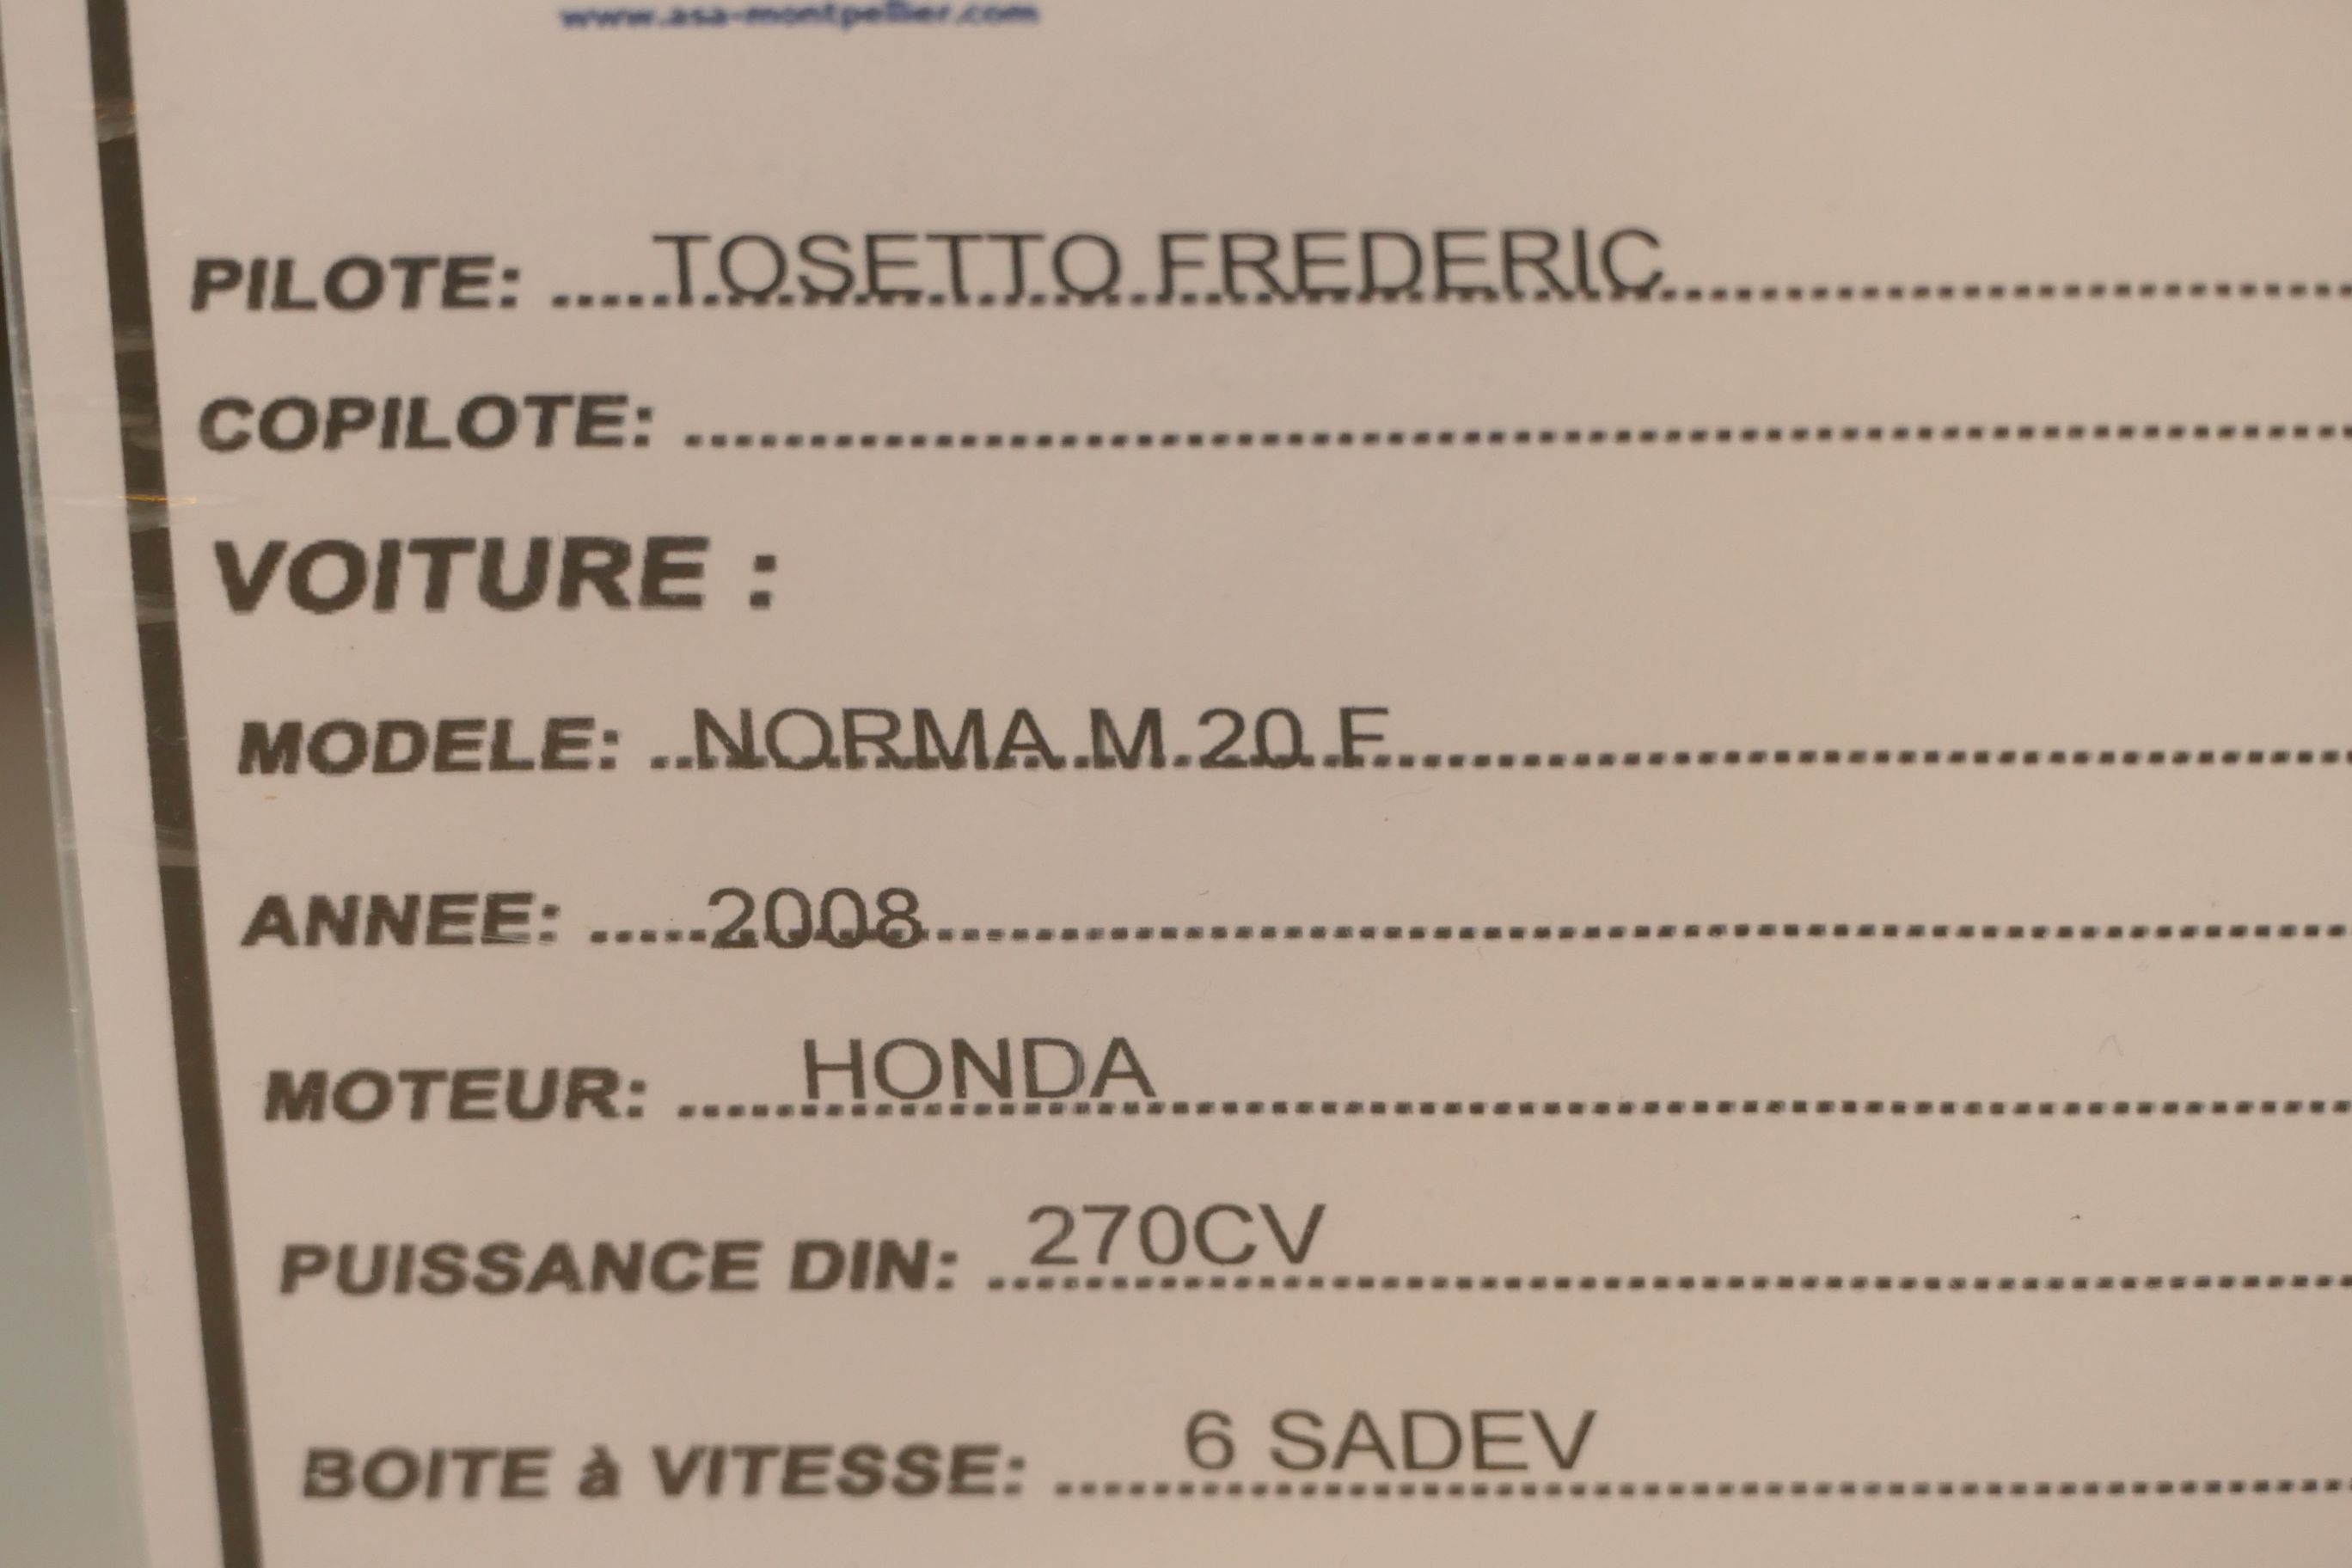 www.asa-montpellier.com
PILOTE: TOSETTO FREDERIC
COPILOTE:
VOITURE :
MODELE: NORMA M 20 F
ANNEE: 2008
MOTEUR: HONDA
PUISSANCE DIN: 270CV
BOITE à VITESSE: 6 SADEV